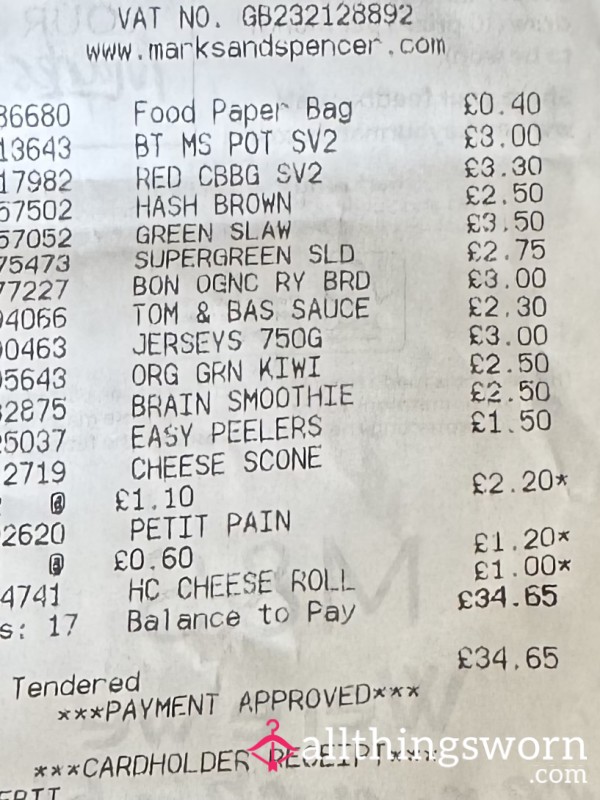 VAT NO. GB232128892
www.marksandspencer.com
36680 Food Paper Bag £0.40
13643 BT MS POT SV2 £3.00
17982 RED CBBG SV2 £3.30
57502 HASH BROWN £2.50
57052 GREEN SLAW £3.50
75473 SUPERGREEN SLD £2.75
77227 BON OGNC RY BRD £3.00
94066 TOM & BAS SAUCE £2.30
90463 JERSEYS 750G £3.00
05643 ORG GRN KIWI £2.50
32875 BRAIN SMOOTHIE £2.50
25037 EASY PEELERS £1.50
2719 CHEESE SCONE
@ £1.10 £2.20*
92620 PETIT PAIN
@ £0.60 £1.20*
4741 HC CHEESE ROLL £1.00*
s: 17 Balance to Pay £34.65
£34.65
Tendered
***PAYMENT APPROVED***
***CARDHOLDER RECEIPT***
allthingsworn
.com